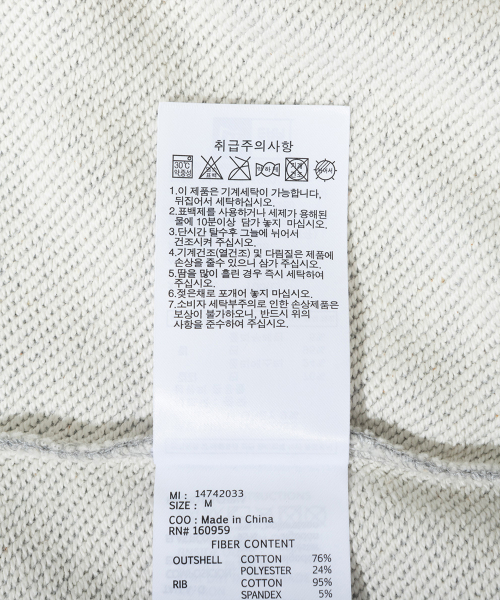 취급주의사항
30℃
약중성
1.이 제품은 기계세탁이 가능합니다,
뒤집어서 세탁하십시오.
2.표백제를 사용하거나 세제가 용해된
물에 10분이상 담가 놓지 마십시오.
3.단시간 탈수후 그늘에 뉘어서
건조시켜 주십시오.
4.기계건조(열건조) 및 다림질은 제품에
손상을 줄수 있으니 삼가 주십시오.
5.땀을 많이 흘린 경우 즉시 세탁하여
주십시오.
6.젖은채로 포개어 놓지 마십시오.
7.소비자 세탁부주의로 인한 손상제품은
보상이 불가하오니, 반드시 위의
사항을 준수하여 주십시오.
MI : 14742033
SIZE : M
COO : Made in China
RN# 160959
FIBER CONTENT
OUTSHELL COTTON 76%
POLYESTER 24%
RIB COTTON 95%
SPANDEX 5%